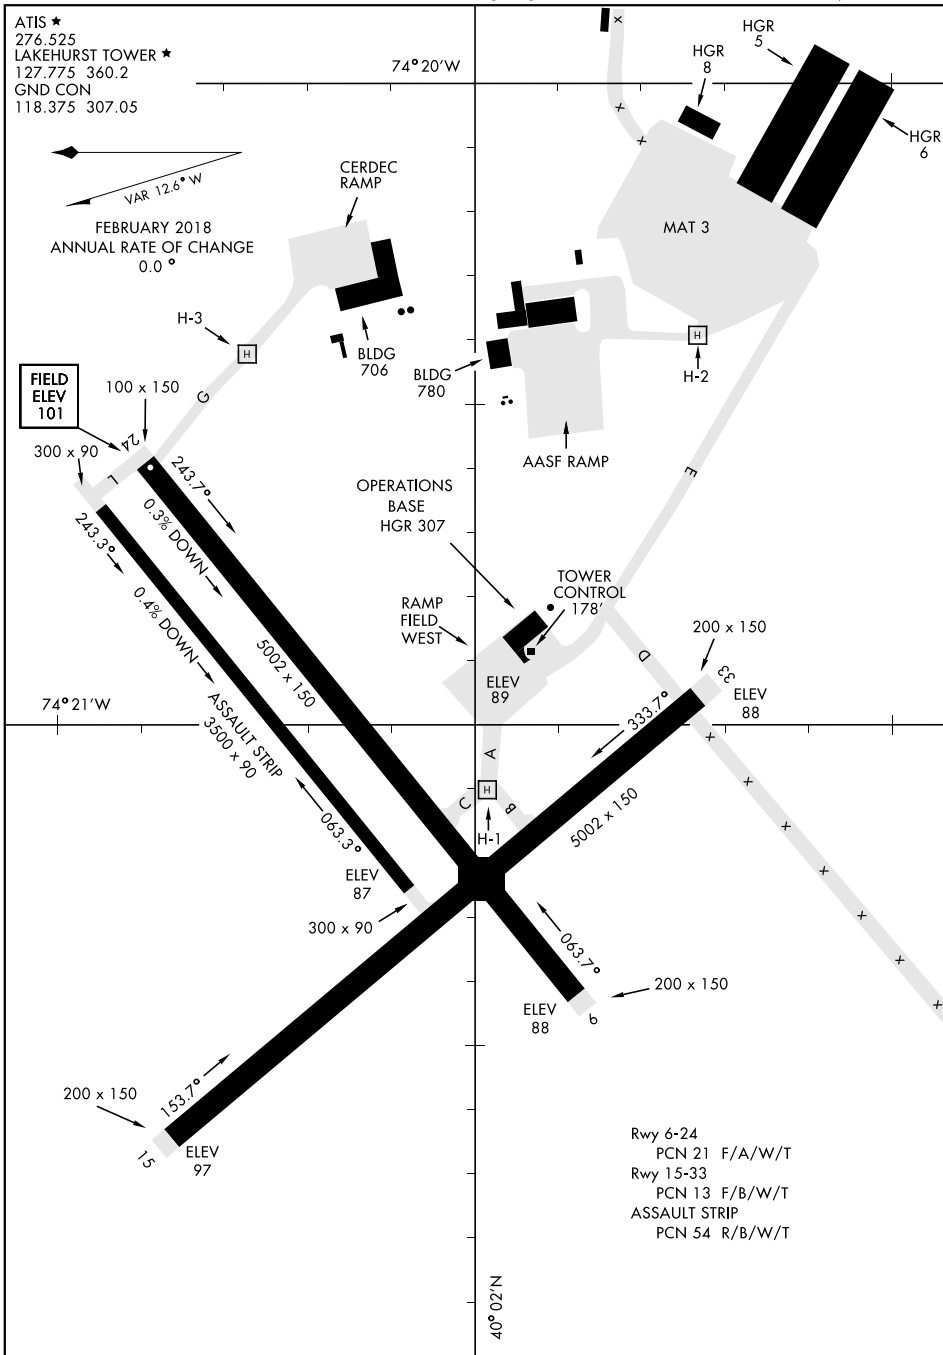 ATIS ★
276.525
LAKEHURST TOWER ★
127.775 360.2
GND CON
118.375 307.05
74°20'W
HGR
5
HGR
8
HGR
6
X
X
X
VAR 12.6° W
FEBRUARY 2018
ANNUAL RATE OF CHANGE
0.0 °
CERDEC
RAMP
MAT 3
H-3
H
BLDG
706
BLDG
780
H
H-2
FIELD
ELEV
101
100 x 150
G
24
300 x 90
L
AASF RAMP
E
243.7°
0.3% DOWN
243.3°
0.4% DOWN
OPERATIONS
BASE
HGR 307
TOWER
CONTROL
178'
RAMP
FIELD
WEST
5002 x 150
D
200 x 150
33
ELEV
89
ELEV
88
333.7°
74°21'W
ASSAULT STRIP
3500 x 90
A
X
X
X
X
X
X
X
C
H
B
H-1
5002 x 150
063.3°
ELEV
87
300 x 90
063.7°
200 x 150
ELEV
88
6
153.7°
200 x 150
15
ELEV
97
Rwy 6-24
PCN 21 F/A/W/T
Rwy 15-33
PCN 13 F/B/W/T
ASSAULT STRIP
PCN 54 R/B/W/T
40°02'N